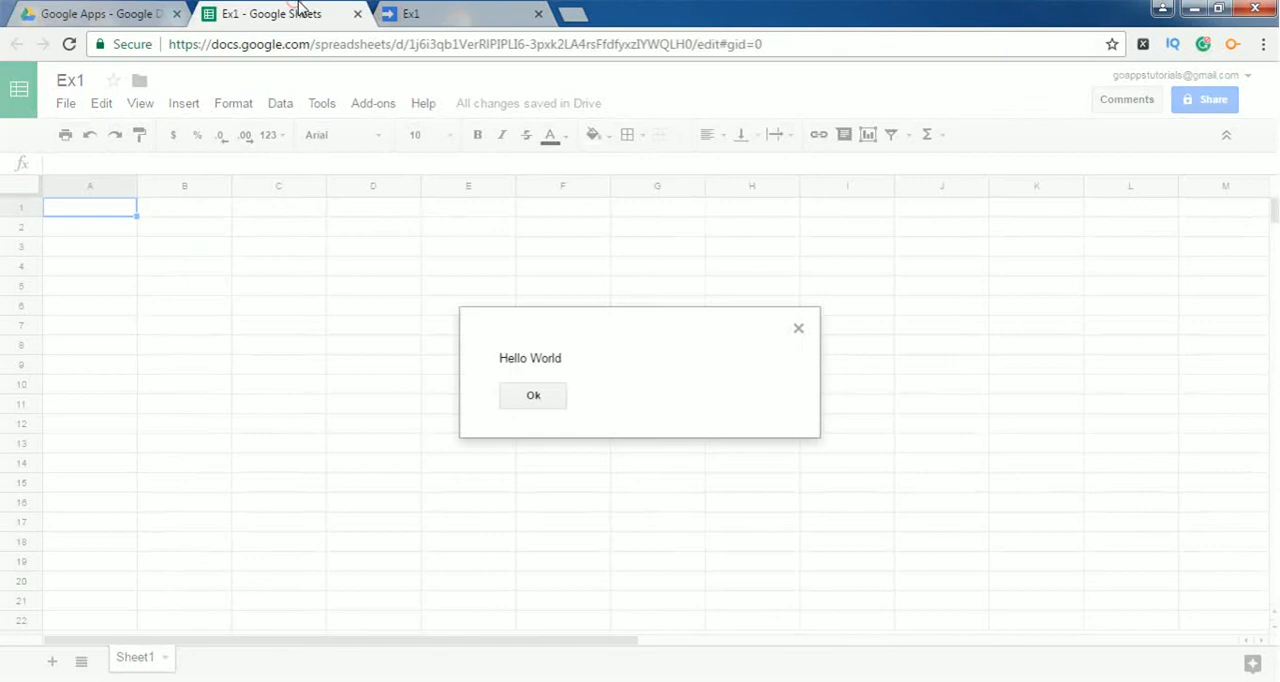 Google Apps - Google D
Ex1 - Google Sheets
Ex1
Secure
https://docs.google.com/spreadsheets/d/1j6i3qb1VerRIPIPLI6-3pxk2LA4rsFfdfyxzIYWQLH0/edit#gid=0
IQ
Ex1
goappstutorials@gmail.com
File Edit View Insert Format Data Tools Add-ons Help All changes saved in Drive
Comments
Share
$ % .0 .00 123 Arial 10 B I S A Σ
fx
A B C D E F G H I J K L M
1
2
3
4
5
6
7
8
9
10
11
12
13
14
15
16
17
18
19
20
21
22
Hello World
Ok
Sheet1